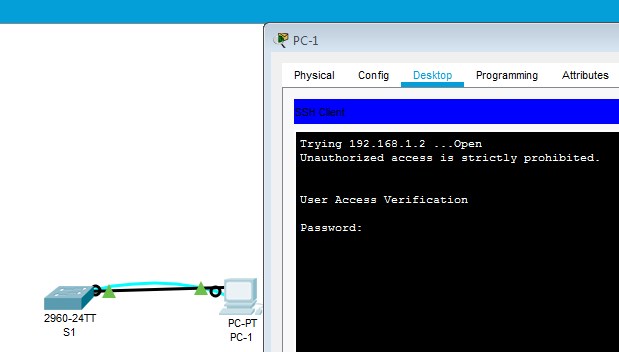 PC-1
Physical Config Desktop Programming Attributes
SSH Client
Trying 192.168.1.2 ...Open
Unauthorized access is strictly prohibited.
User Access Verification
Password:
2960-24TT
S1
PC-PT
PC-1